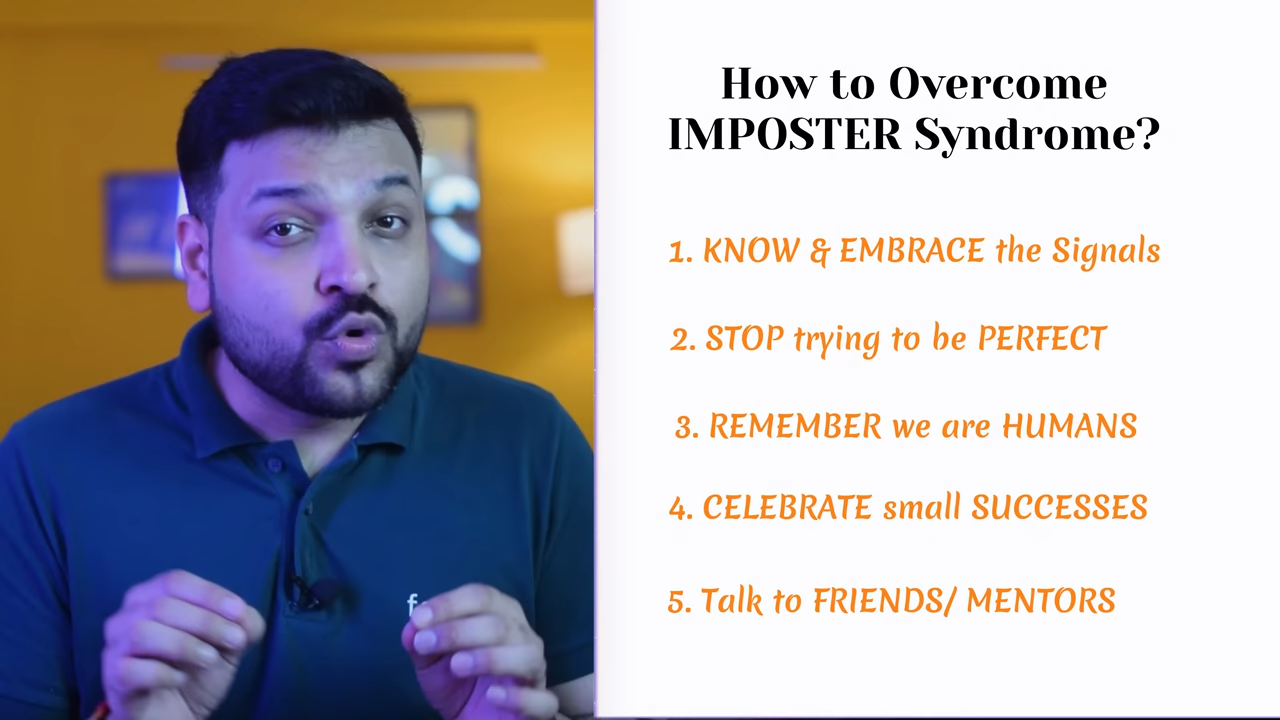 How to Overcome
IMPOSTER Syndrome?
1. KNOW & EMBRACE the Signals
2. STOP trying to be PERFECT
3. REMEMBER we are HUMANS
4. CELEBRATE small SUCCESSES
5. Talk to FRIENDS/ MENTORS